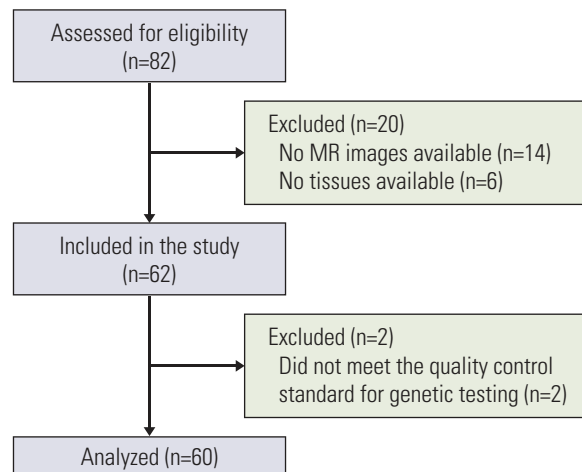 Assessed for eligibility
(n=82)
Excluded (n=20)
No MR images available (n=14)
No tissues available (n=6)
Included in the study
(n=62)
Excluded (n=2)
Did not meet the quality control
standard for genetic testing (n=2)
Analyzed (n=60)